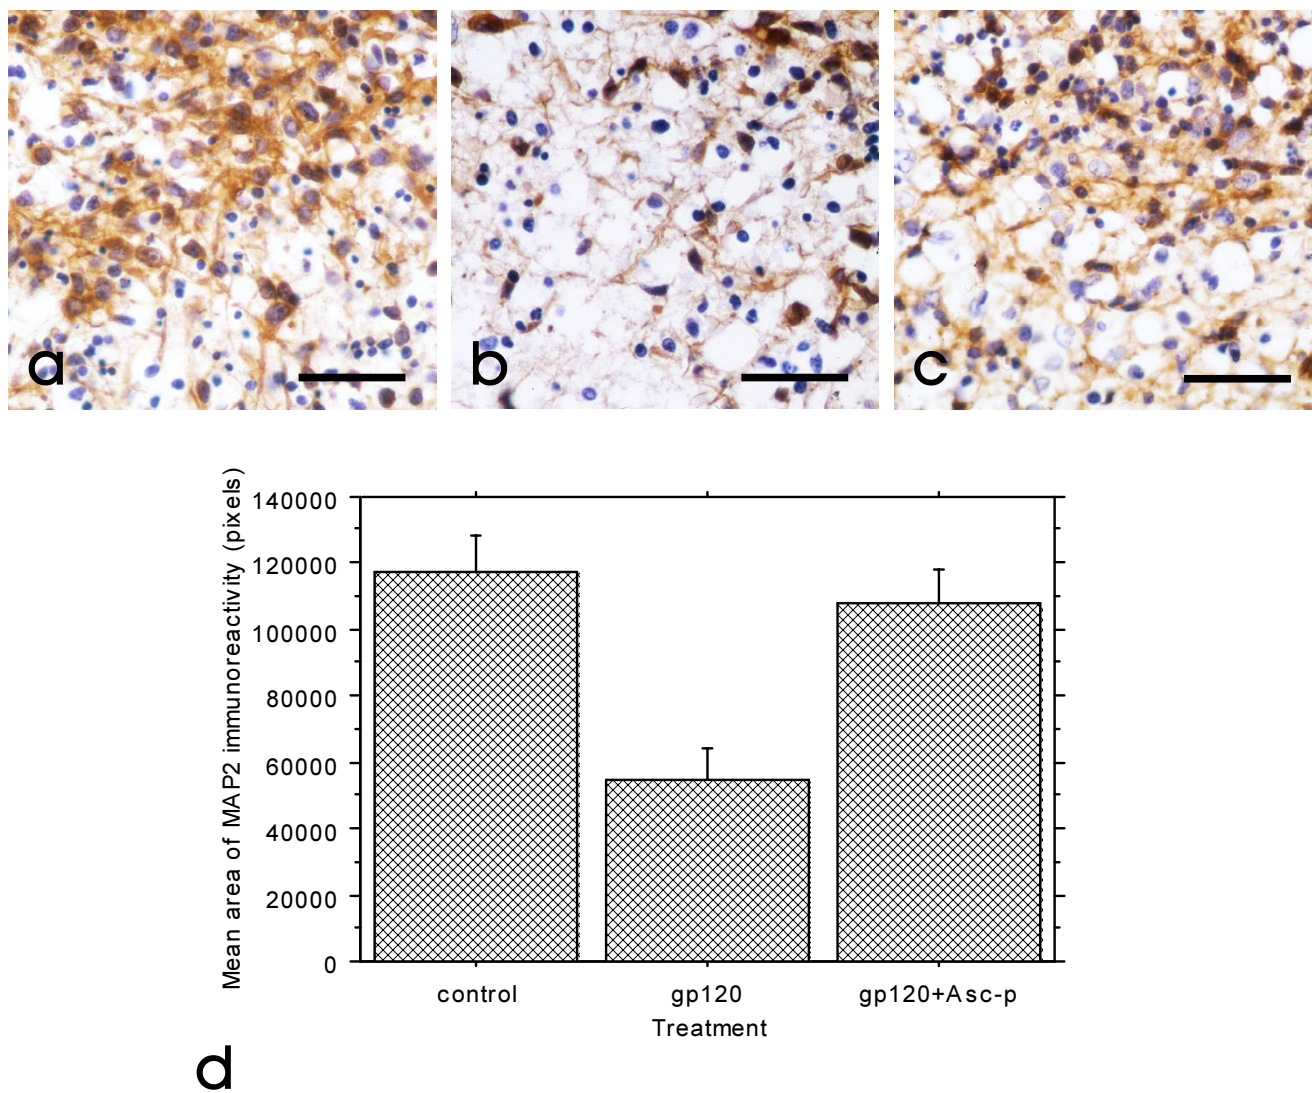 a
b
c
Mean area of MAP2 immunoreactivity (pixels)
140000
120000
100000
80000
60000
40000
20000
0
control gp120 gp120+Asc-p
Treatment
d